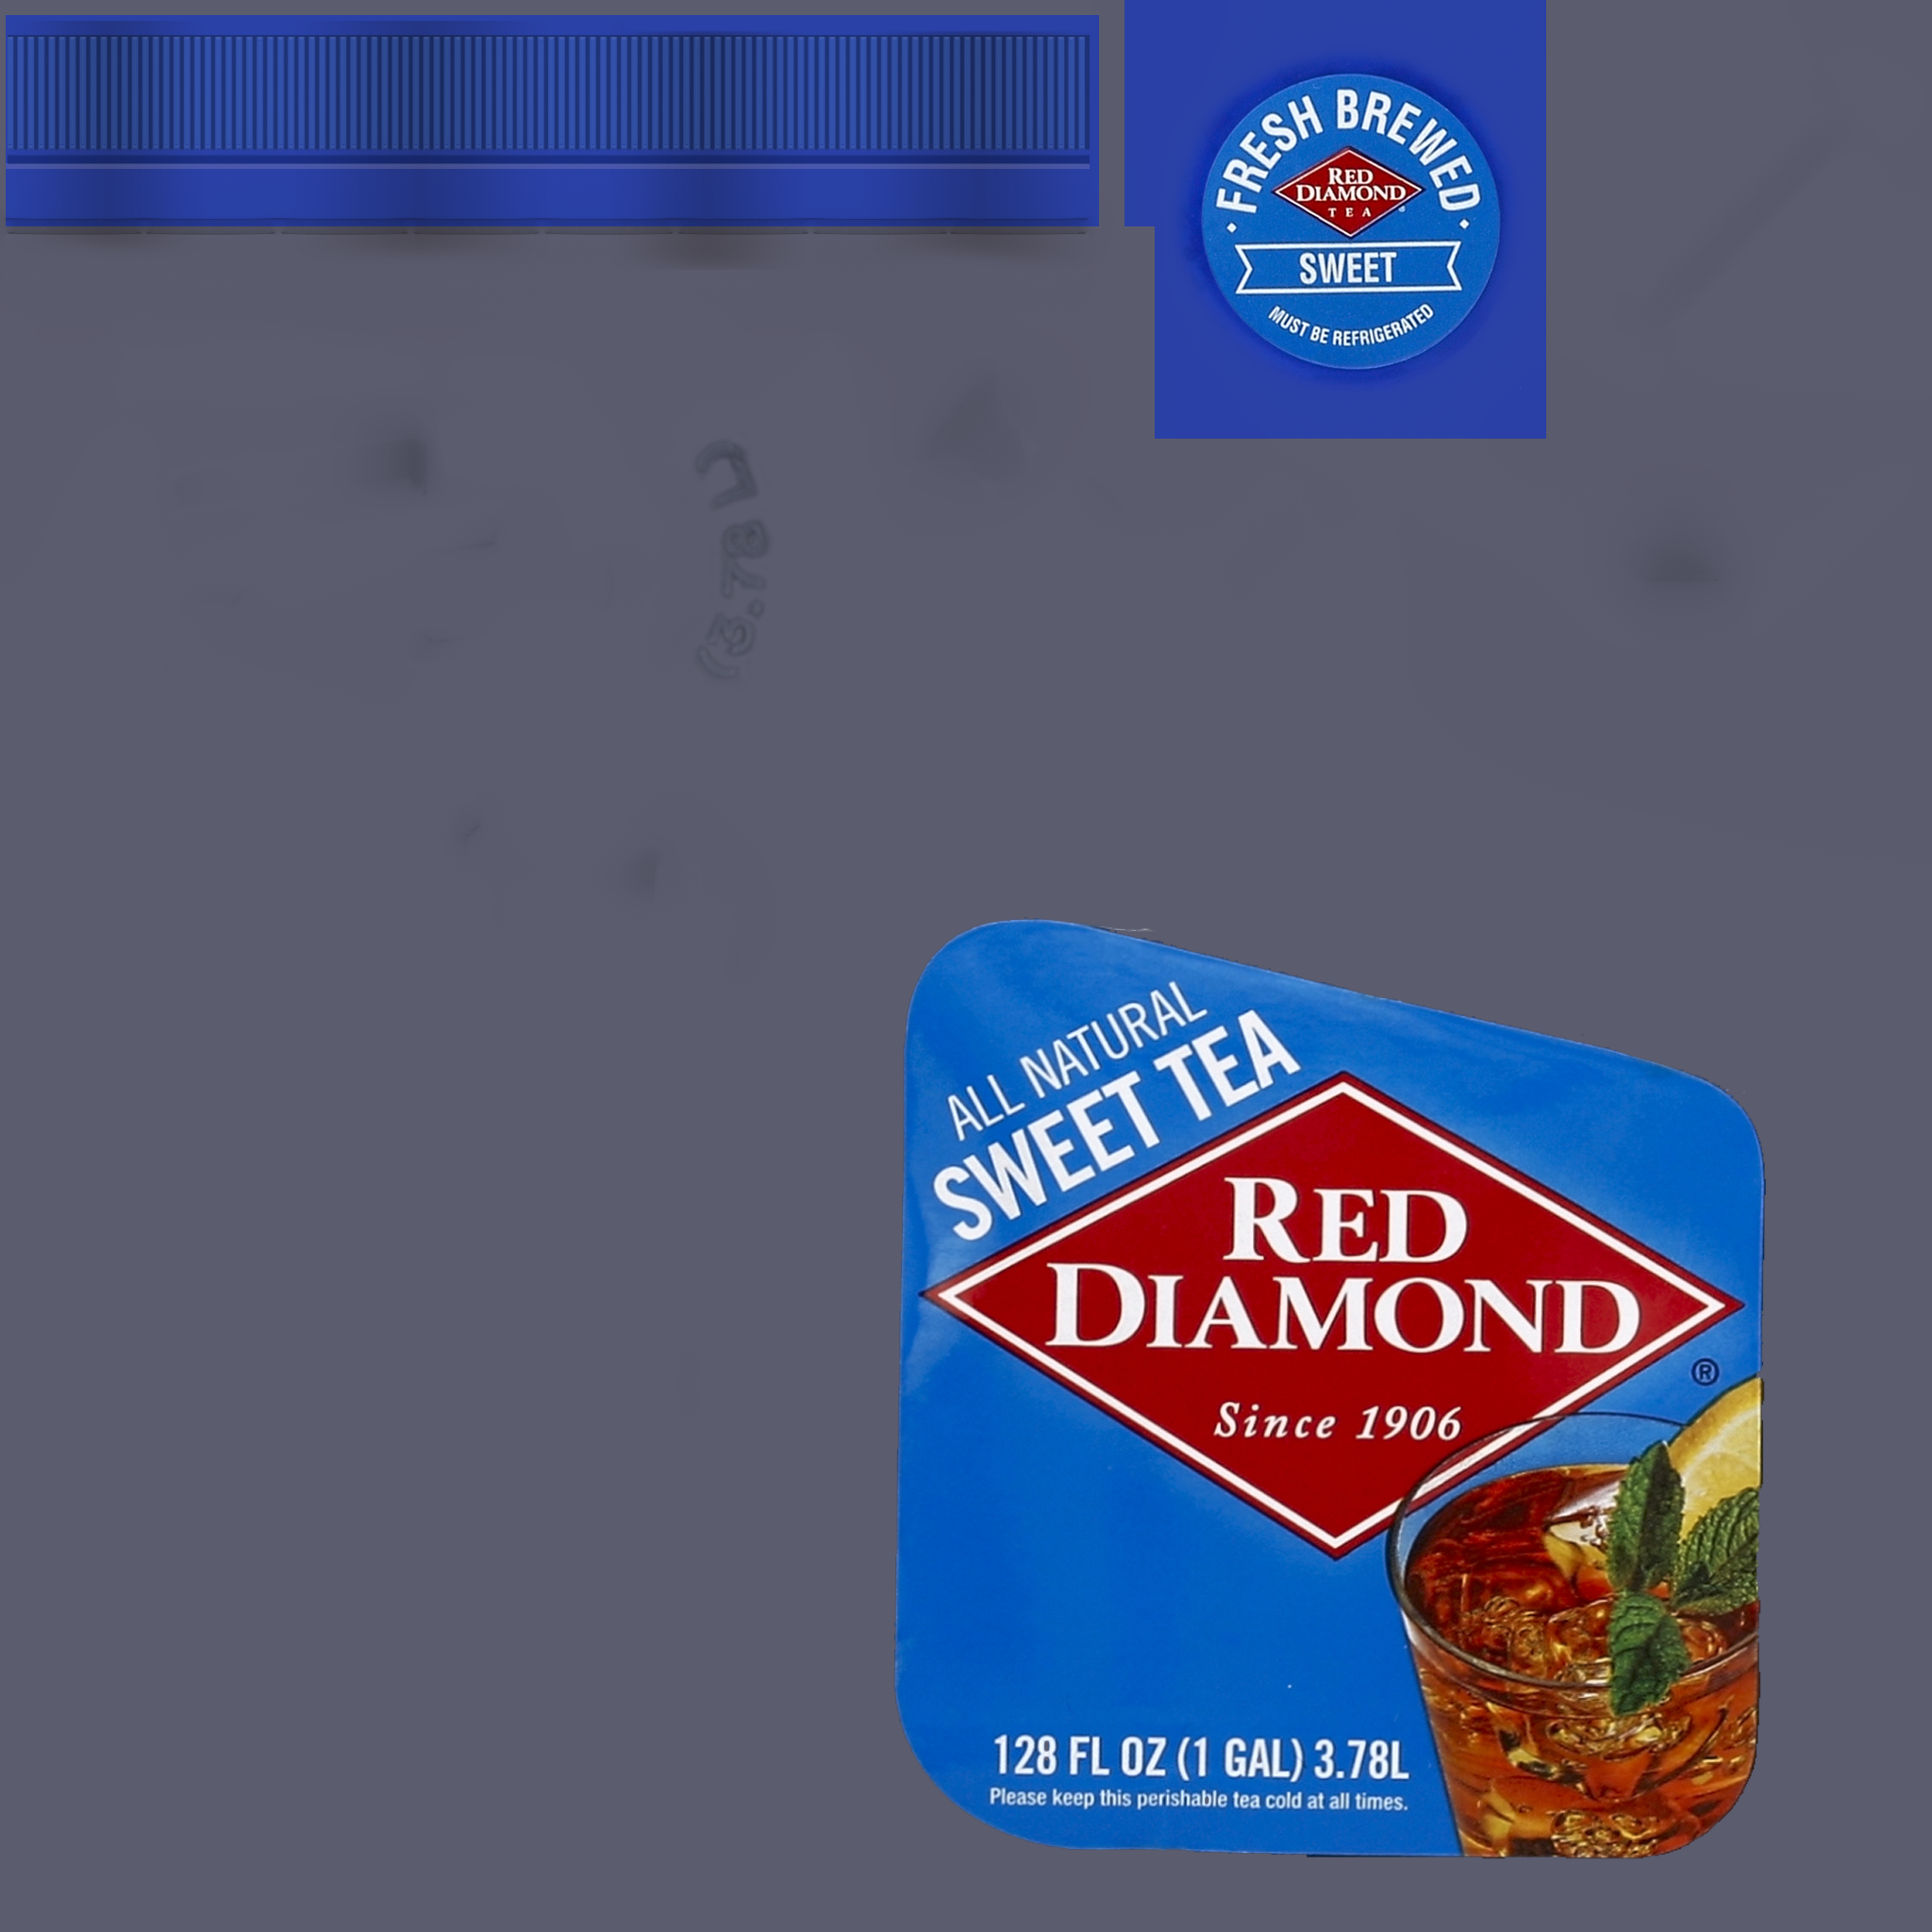 FRESH BREWED
RED
DIAMOND
TEA
®
SWEET
MUST BE REFRIGERATED
(3.78 L
ALL NATURAL
SWEET TEA
RED
DIAMOND
®
Since 1906
128 FL OZ (1 GAL) 3.78L
Please keep this perishable tea cold at all times.